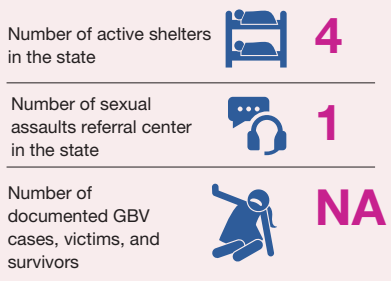 Number of active shelters
in the state
4
Number of sexual
assaults referral center
in the state
1
Number of
documented GBV
cases, victims, and
survivors
NA